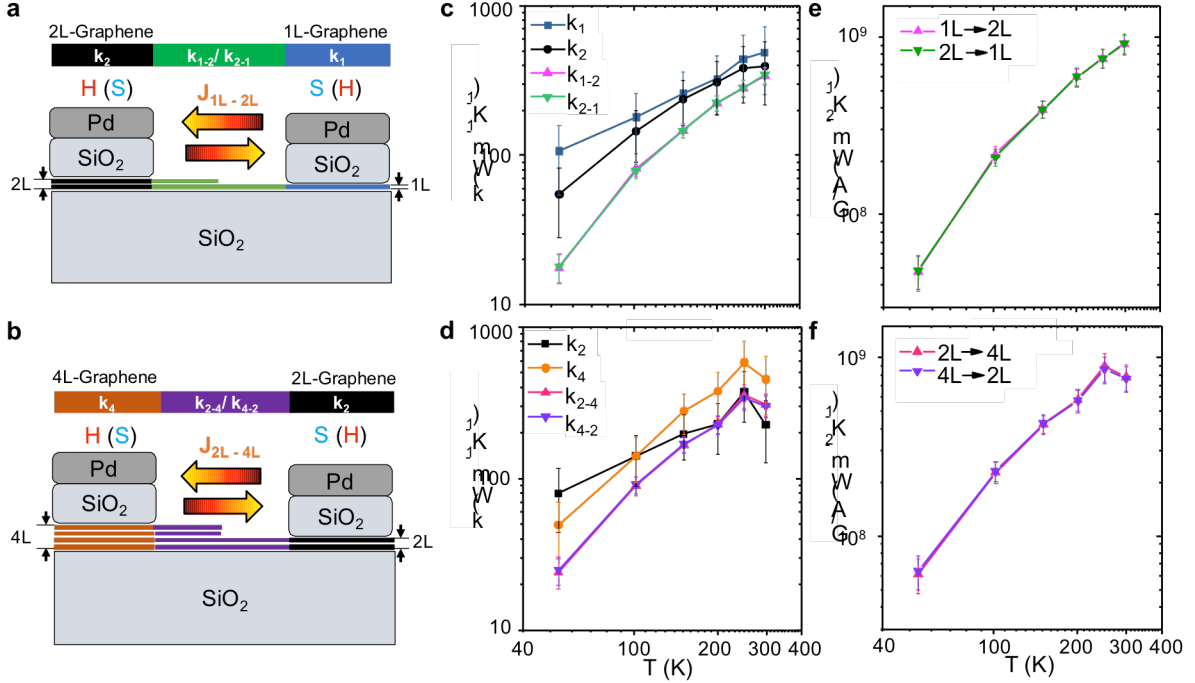 a
2L-Graphene
1L-Graphene
k2
k1-2/ k2-1
k1
H (S)
J1L - 2L
S (H)
Pd
Pd
SiO2
SiO2
2L
1L
SiO2
b
4L-Graphene
2L-Graphene
k4
k2-4/ k4-2
k2
H (S)
J2L - 4L
S (H)
Pd
Pd
SiO2
SiO2
4L
2L
SiO2
c
1000
100
10
k1
k2
k1-2
k2-1
d
1000
100
10
k2
k4
k2-4
k4-2
40
100
200
300
400
T (K)
e
10^9
10^8
1L→2L
2L→1L
f
10^9
10^8
2L→4L
4L→2L
40
100
200
300
400
T (K)